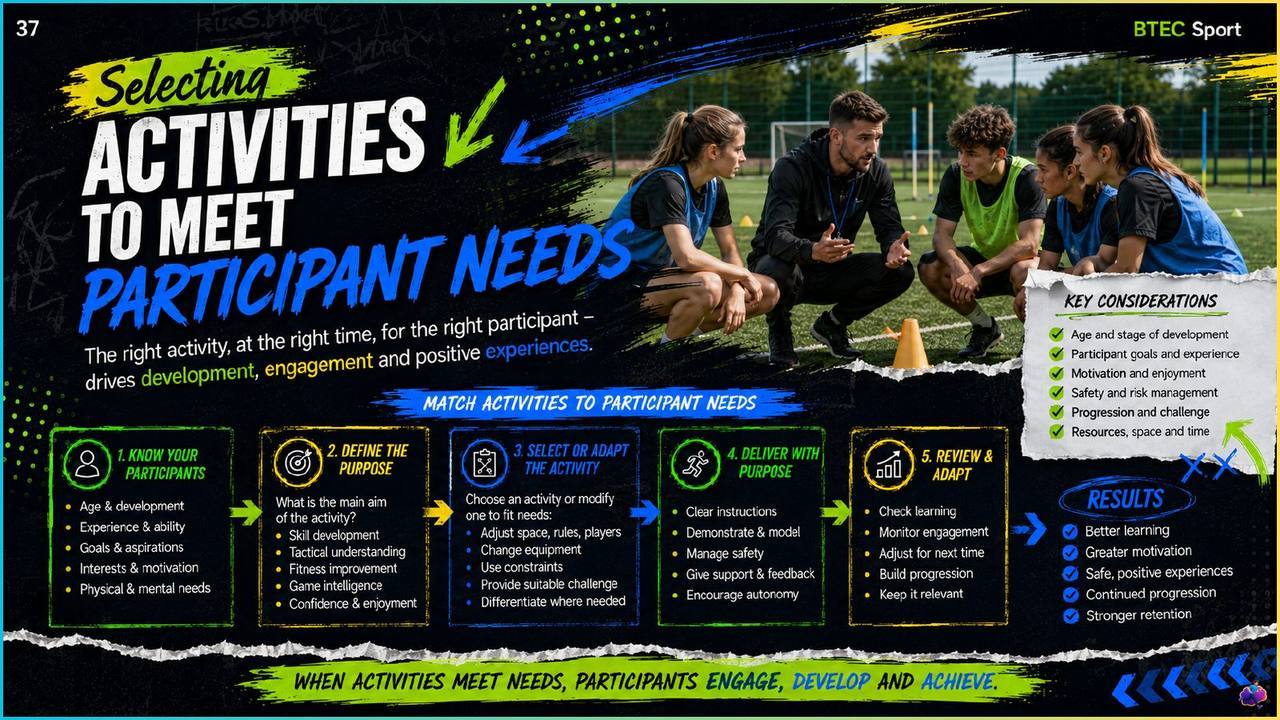 37
BTEC Sport
Selecting
ACTIVITIES
TO MEET
PARTICIPANT NEEDS
The right activity, at the right time, for the right participant –
drives development, engagement and positive experiences.
KEY CONSIDERATIONS
Age and stage of development
Participant goals and experience
Motivation and enjoyment
Safety and risk management
Progression and challenge
Resources, space and time
MATCH ACTIVITIES TO PARTICIPANT NEEDS
1. KNOW YOUR
PARTICIPANTS
• Age & development
• Experience & ability
• Goals & aspirations
• Interests & motivation
• Physical & mental needs
2. DEFINE THE
PURPOSE
What is the main aim
of the activity?
• Skill development
• Tactical understanding
• Fitness improvement
• Game intelligence
• Confidence & enjoyment
3. SELECT OR ADAPT
THE ACTIVITY
Choose an activity or modify
one to fit needs:
• Adjust space, rules, players
• Change equipment
• Use constraints
• Provide suitable challenge
• Differentiate where needed
4. DELIVER WITH
PURPOSE
• Clear instructions
• Demonstrate & model
• Manage safety
• Give support & feedback
• Encourage autonomy
5. REVIEW &
ADAPT
• Check learning
• Monitor engagement
• Adjust for next time
• Build progression
• Keep it relevant
RESULTS
Better learning
Greater motivation
Safe, positive experiences
Continued progression
Stronger retention
WHEN ACTIVITIES MEET NEEDS, PARTICIPANTS ENGAGE, DEVELOP AND ACHIEVE.